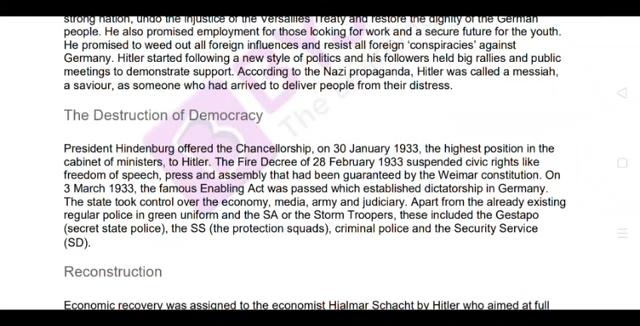 strong nation, undo the injustice of the Versailles Treaty and restore the dignity of the German
people. He also promised employment for those looking for work and a secure future for the youth.
He promised to weed out all foreign influences and resist all foreign ‘conspiracies’ against
Germany. Hitler started following a new style of politics and his followers held big rallies and public
meetings to demonstrate support. According to the Nazi propaganda, Hitler was called a messiah,
a saviour, as someone who had arrived to deliver people from their distress.
The Destruction of Democracy
President Hindenburg offered the Chancellorship, on 30 January 1933, the highest position in the
cabinet of ministers, to Hitler. The Fire Decree of 28 February 1933 suspended civic rights like
freedom of speech, press and assembly that had been guaranteed by the Weimar constitution. On
3 March 1933, the famous Enabling Act was passed which established dictatorship in Germany.
The state took control over the economy, media, army and judiciary. Apart from the already existing
regular police in green uniform and the SA or the Storm Troopers, these included the Gestapo
(secret state police), the SS (the protection squads), criminal police and the Security Service
(SD).
Reconstruction
Economic recovery was assigned to the economist Hjalmar Schacht by Hitler who aimed at full